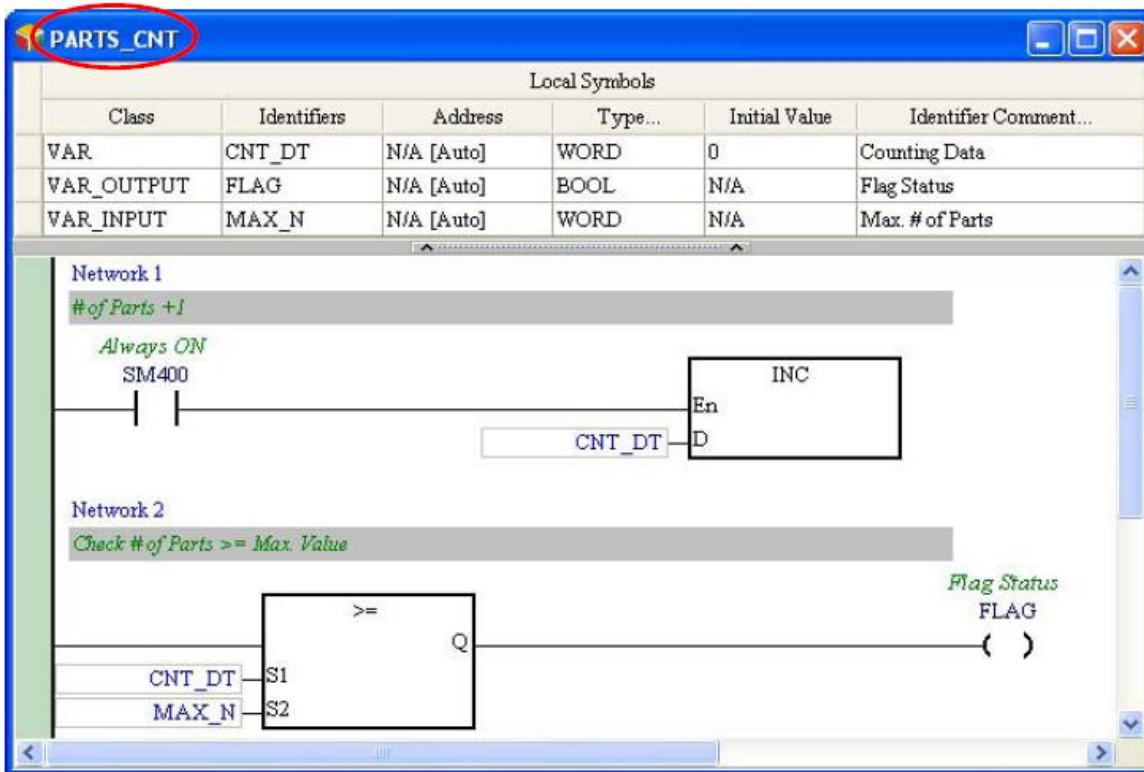 PARTS_CNT
Local Symbols
Class Identifiers Address Type... Initial Value Identifier Comment...
VAR CNT_DT N/A [Auto] WORD 0 Counting Data
VAR_OUTPUT FLAG N/A [Auto] BOOL N/A Flag Status
VAR_INPUT MAX_N N/A [Auto] WORD N/A Max. # of Parts
Network 1
# of Parts +1
Always ON
SM400
INC
En
CNT_DT D
Network 2
Check # of Parts >= Max. Value
Flag Status
>= FLAG
Q
CNT_DT S1
MAX_N S2